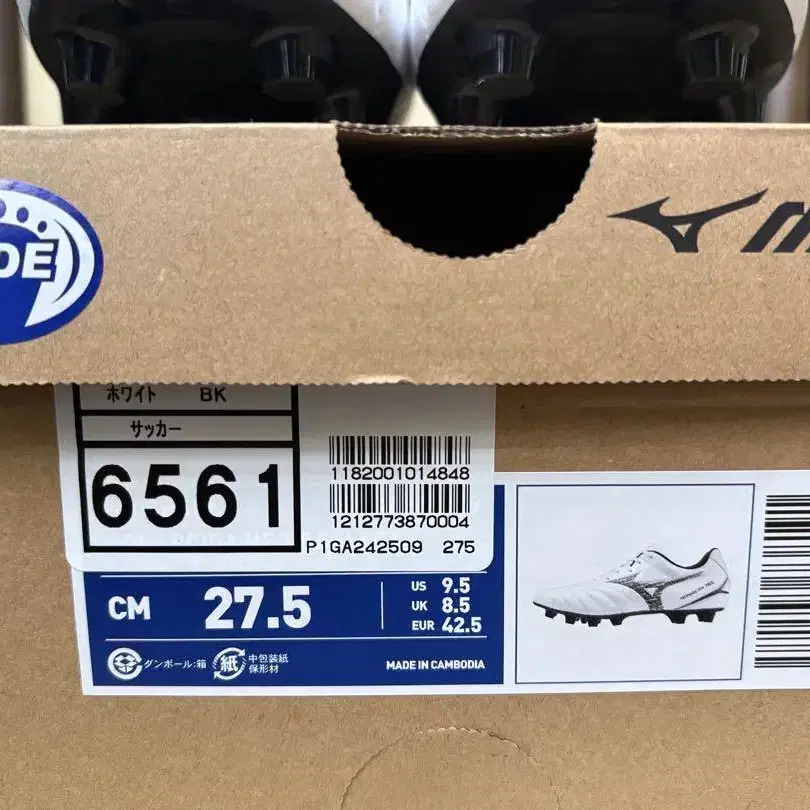 DE
ホワイト BK
サッカー
6561
1182001014848
1212773870004
P1GA242509 275
CM 27.5
US 9.5
UK 8.5
EUR 42.5
ダンボール:箱
紙
中包装紙
保形材
MADE IN CAMBODIA